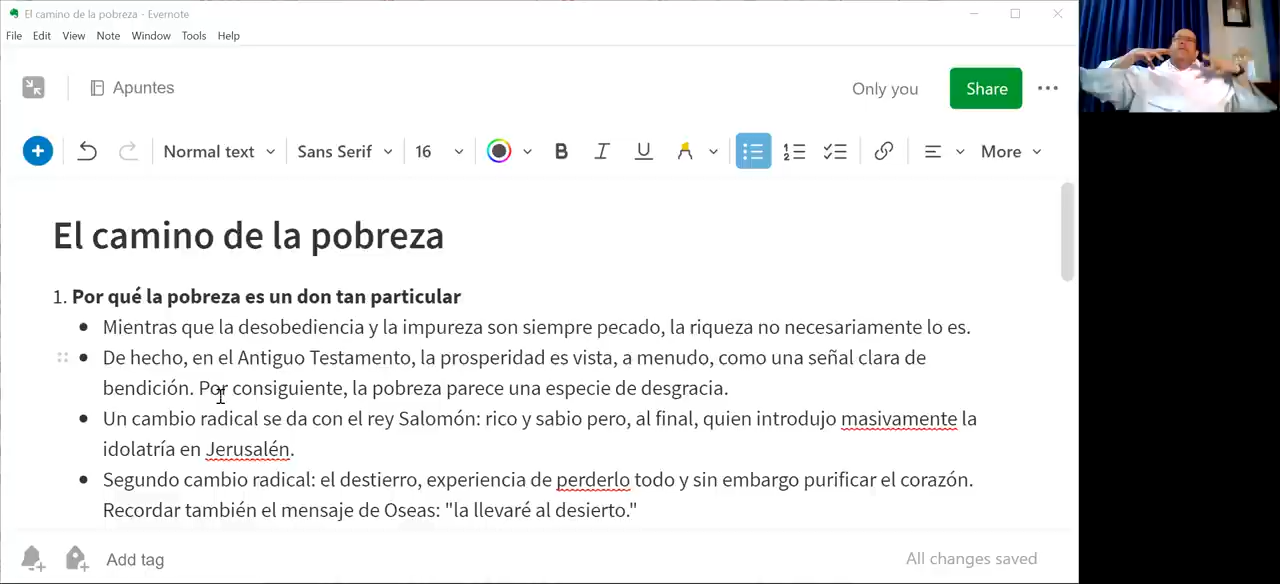 El camino de la pobreza - Evernote
File Edit View Note Window Tools Help
Apuntes
Only you
Share
Normal text
Sans Serif
16
B I U
More
El camino de la pobreza
1. Por qué la pobreza es un don tan particular
Mientras que la desobediencia y la impureza son siempre pecado, la riqueza no necesariamente lo es.
De hecho, en el Antiguo Testamento, la prosperidad es vista, a menudo, como una señal clara de
bendición. Por consiguiente, la pobreza parece una especie de desgracia.
Un cambio radical se da con el rey Salomón: rico y sabio pero, al final, quien introdujo masivamente la
idolatría en Jerusalén.
Segundo cambio radical: el destierro, experiencia de perderlo todo y sin embargo purificar el corazón.
Recordar también el mensaje de Oseas: "la llevaré al desierto."
Add tag
All changes saved